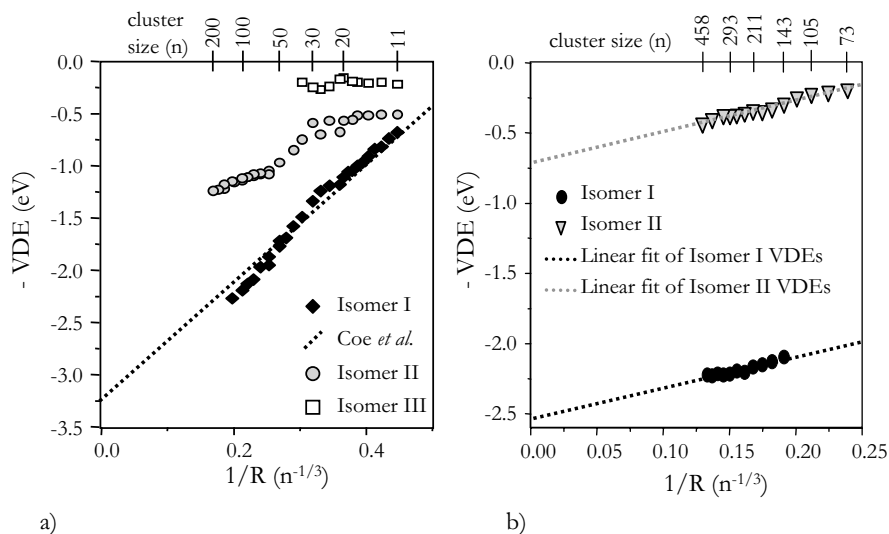 cluster
size (n)
200
100
50
30
20
11
0.0
-0.5
-1.0
-1.5
-2.0
-2.5
-3.0
-3.5
- VDE (eV)
Isomer I
Coe et al.
Isomer II
Isomer III
0.0
0.2
0.4
1/R (n-1/3)
a)
cluster size (n)
458
293
211
143
105
73
0.0
-0.5
-1.0
-1.5
-2.0
-2.5
- VDE (eV)
Isomer I
Isomer II
Linear fit of Isomer I VDEs
Linear fit of Isomer II VDEs
0.00
0.05
0.10
0.15
0.20
0.25
1/R (n-1/3)
b)